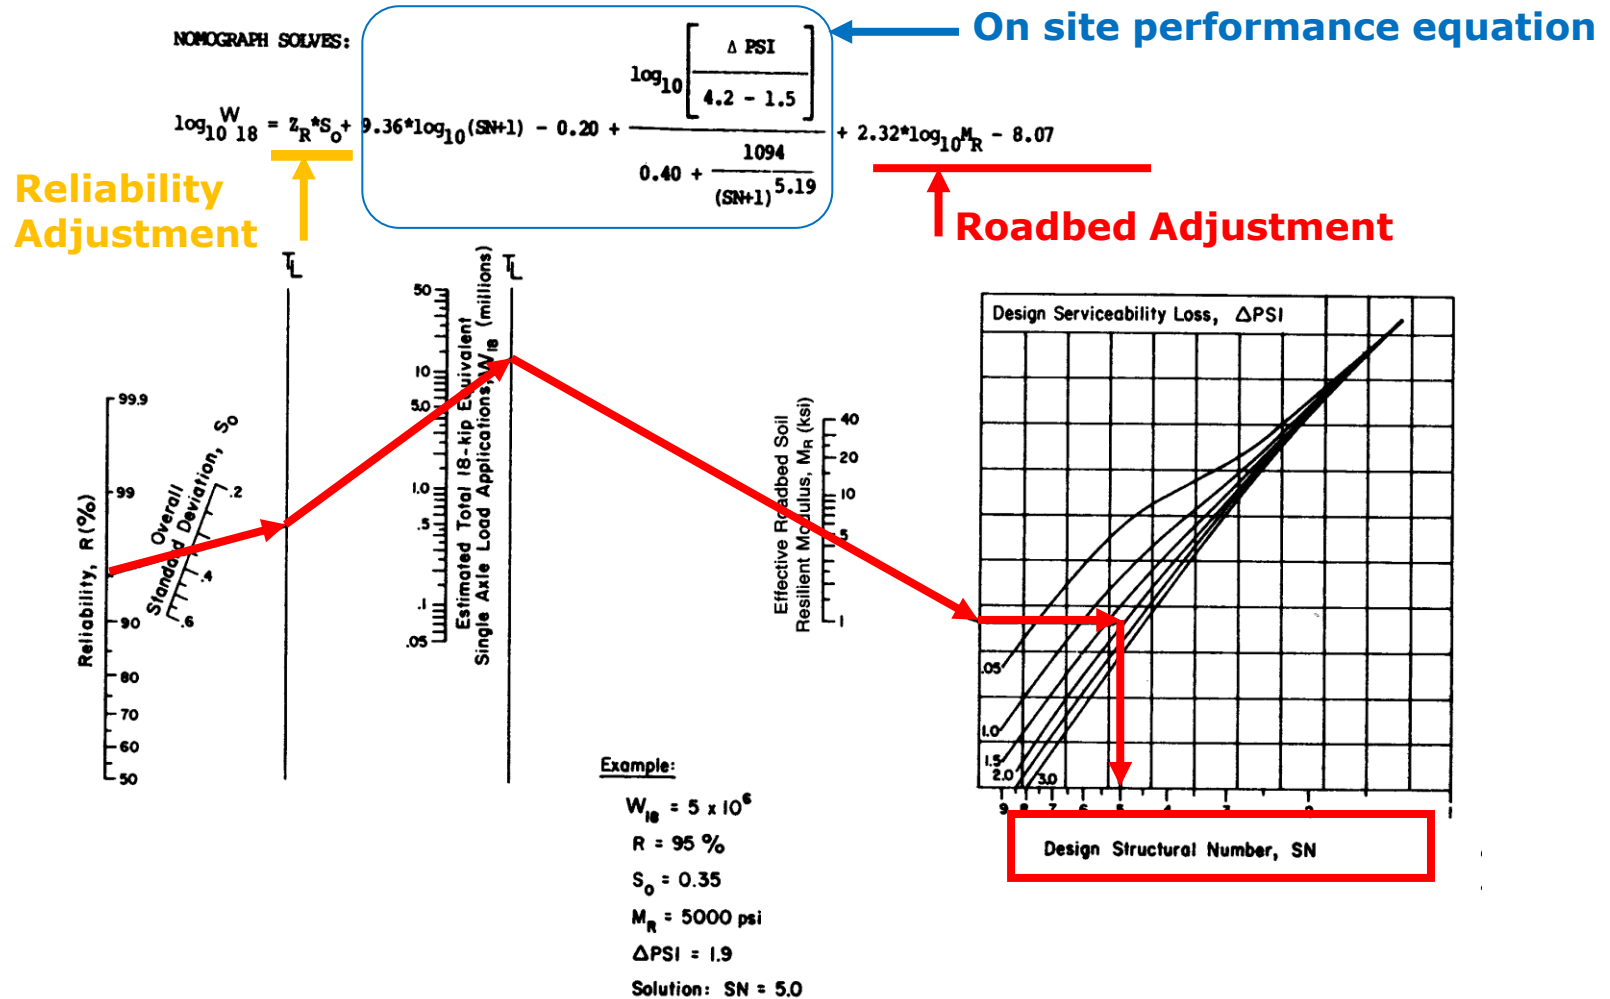 On site performance equation
NOMOGRAPH SOLVES:
log10 [ Δ PSI / 4.2 - 1.5 ]
log10 W18 = ZR*So + 9.36*log10(SN+1) - 0.20 + ―――― + 2.32*log10MR - 8.07
0.40 + 1094 / (SN+1)5.19
Reliability
Adjustment
Roadbed Adjustment
TL
TL
Reliability, R(%)
99.9
99
90
80
70
60
50
Overall
Standard Deviation, So
.2
.4
.6
Estimated Total 18-kip Equivalent
Single Axle Load Applications, W18 (millions)
50
10
5.0
1.0
.5
.1
.05
Effective Roadbed Soil
Resilient Modulus, MR (ksi)
40
20
10
5
1
Design Serviceability Loss, ΔPSI
.05
1.0
1.5
2.0
3.0
9 8 7 6 5 4 3 2 1
Design Structural Number, SN
Example:
W18 = 5 x 10⁶
R = 95 %
So = 0.35
MR = 5000 psi
ΔPSI = 1.9
Solution: SN = 5.0